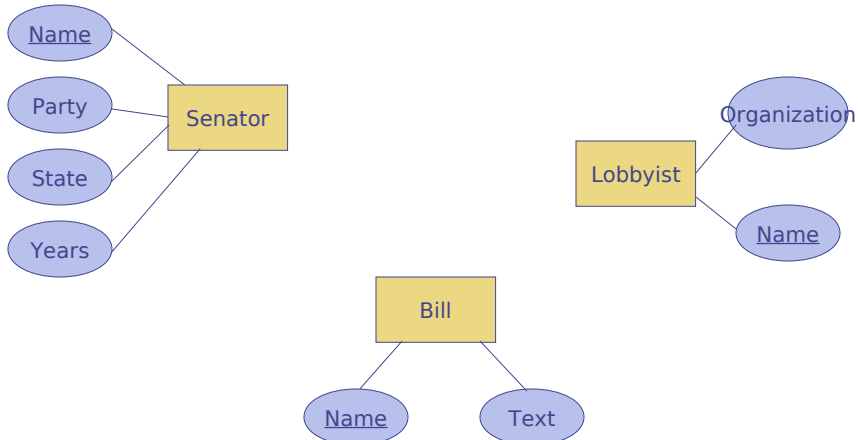 Name
Party
State
Years
Senator
Organization
Lobbyist
Name
Bill
Name
Text